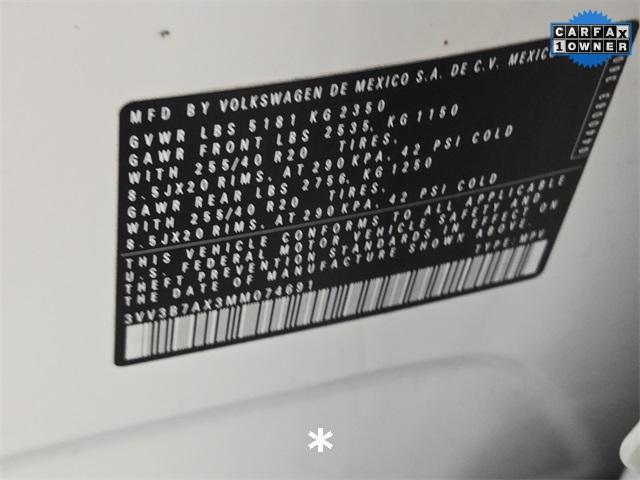 CARFAX
1 OWNER
MFD BY VOLKSWAGEN DE MEXICO S.A. DE C.V. MEXICO
GVWR LBS 5181 KG 2350
GAWR FRONT LBS 2535, KG 1150
WITH 255/40 R20 TIRES,
8.5JX20 RIMS, AT 290 KPA, 42 PSI COLD
GAWR REAR LBS 2756, KG 1250
WITH 255/40 R20 TIRES,
8.5JX20 RIMS, AT 290 KPA, 42 PSI COLD
THIS VEHICLE CONFORMS TO ALL APPLICABLE
U.S. FEDERAL MOTOR VEHICLE SAFETY AND
THEFT PREVENTION STANDARDS IN EFFECT ON
THE DATE OF MANUFACTURE SHOWN ABOVE.
3VV3B7AX3MM074691 TYPE: MPV
*